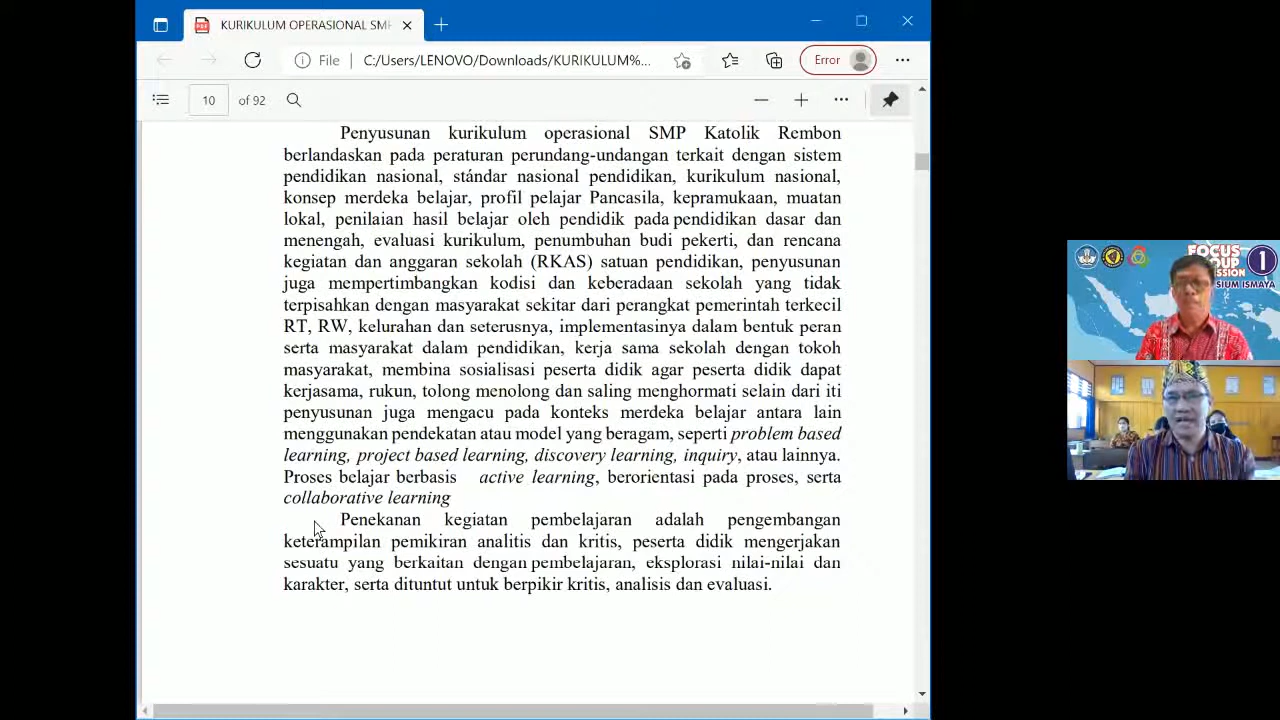 KURIKULUM OPERASIONAL SMP
File
C:/Users/LENOVO/Downloads/KURIKULUM%...
Error
10 of 92
Penyusunan kurikulum operasional SMP Katolik Rembon
berlandaskan pada peraturan perundang-undangan terkait dengan sistem
pendidikan nasional, stándar nasional pendidikan, kurikulum nasional,
konsep merdeka belajar, profil pelajar Pancasila, kepramukaan, muatan
lokal, penilaian hasil belajar oleh pendidik pada pendidikan dasar dan
menengah, evaluasi kurikulum, penumbuhan budi pekerti, dan rencana
kegiatan dan anggaran sekolah (RKAS) satuan pendidikan, penyusunan
juga mempertimbangkan kodisi dan keberadaan sekolah yang tidak
terpisahkan dengan masyarakat sekitar dari perangkat pemerintah terkecil
RT, RW, kelurahan dan seterusnya, implementasinya dalam bentuk peran
serta masyarakat dalam pendidikan, kerja sama sekolah dengan tokoh
masyarakat, membina sosialisasi peserta didik agar peserta didik dapat
kerjasama, rukun, tolong menolong dan saling menghormati selain dari iti
penyusunan juga mengacu pada konteks merdeka belajar antara lain
menggunakan pendekatan atau model yang beragam, seperti problem based
learning, project based learning, discovery learning, inquiry, atau lainnya.
Proses belajar berbasis active learning, berorientasi pada proses, serta
collaborative learning
Penekanan kegiatan pembelajaran adalah pengembangan
keterampilan pemikiran analitis dan kritis, peserta didik mengerjakan
sesuatu yang berkaitan dengan pembelajaran, eksplorasi nilai-nilai dan
karakter, serta dituntut untuk berpikir kritis, analisis dan evaluasi.
FOCUS
1